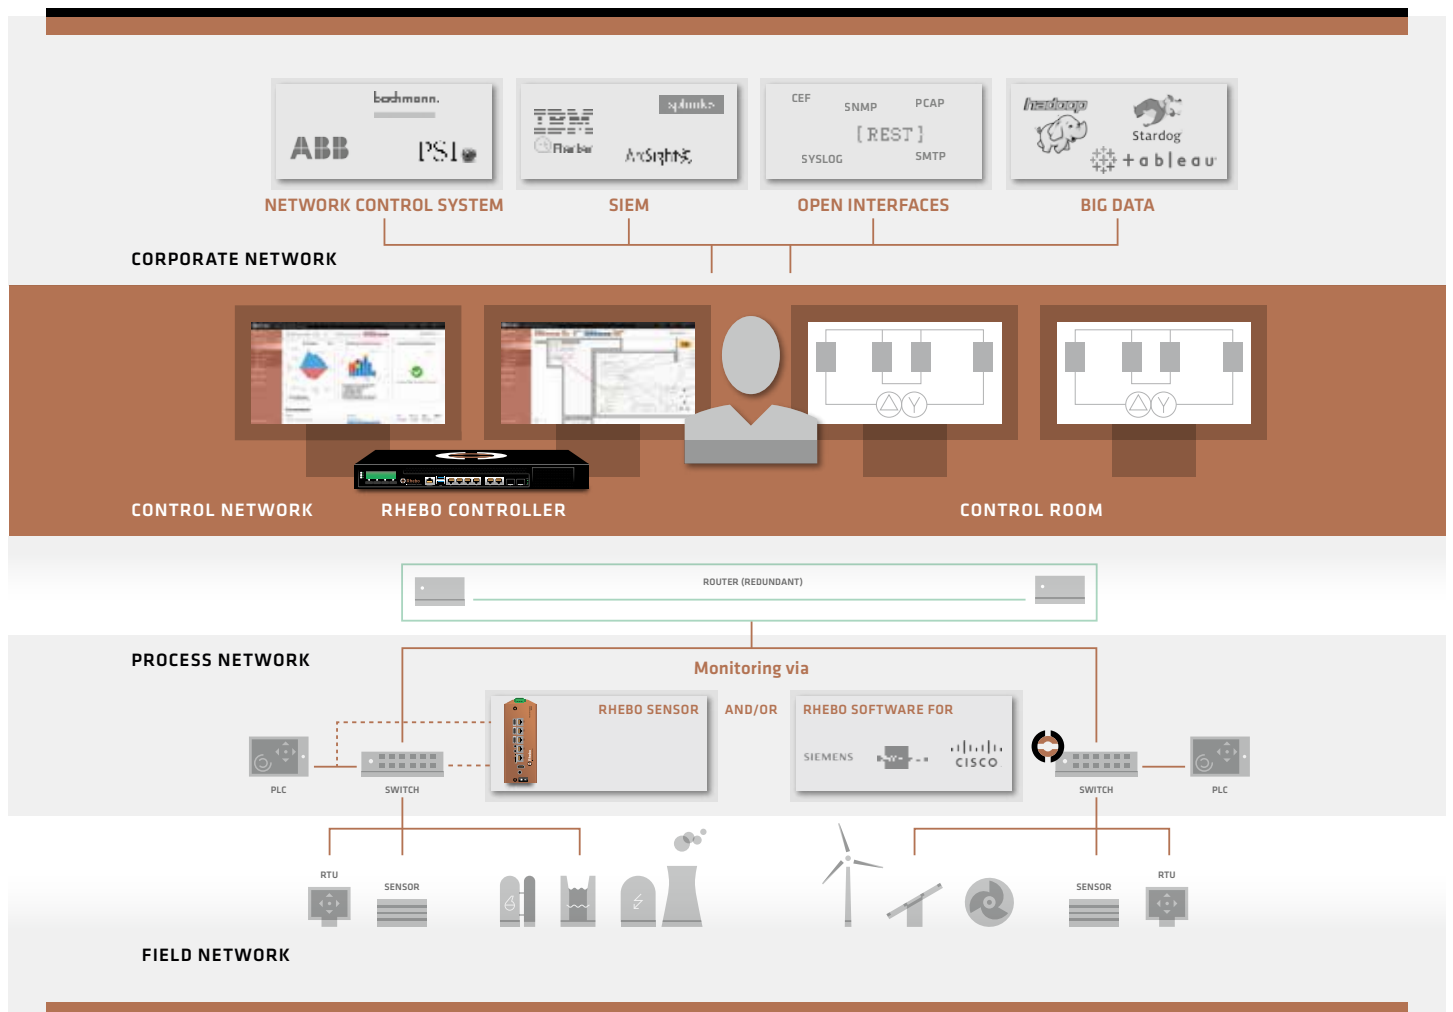 bachmann.
ABB
PSI
splunk>
IBM
ArcSight
CEF
SNMP
PCAP
[REST]
SYSLOG
SMTP
hadoop
Stardog
+ableau
NETWORK CONTROL SYSTEM
SIEM
OPEN INTERFACES
BIG DATA
CORPORATE NETWORK
Rhebo
CONTROL NETWORK
RHEBO CONTROLLER
CONTROL ROOM
ROUTER (REDUNDANT)
PROCESS NETWORK
Monitoring via
RHEBO SENSOR
AND/OR
RHEBO SOFTWARE FOR
SIEMENS
CISCO
PLC
SWITCH
SWITCH
PLC
RTU
SENSOR
SENSOR
RTU
FIELD NETWORK